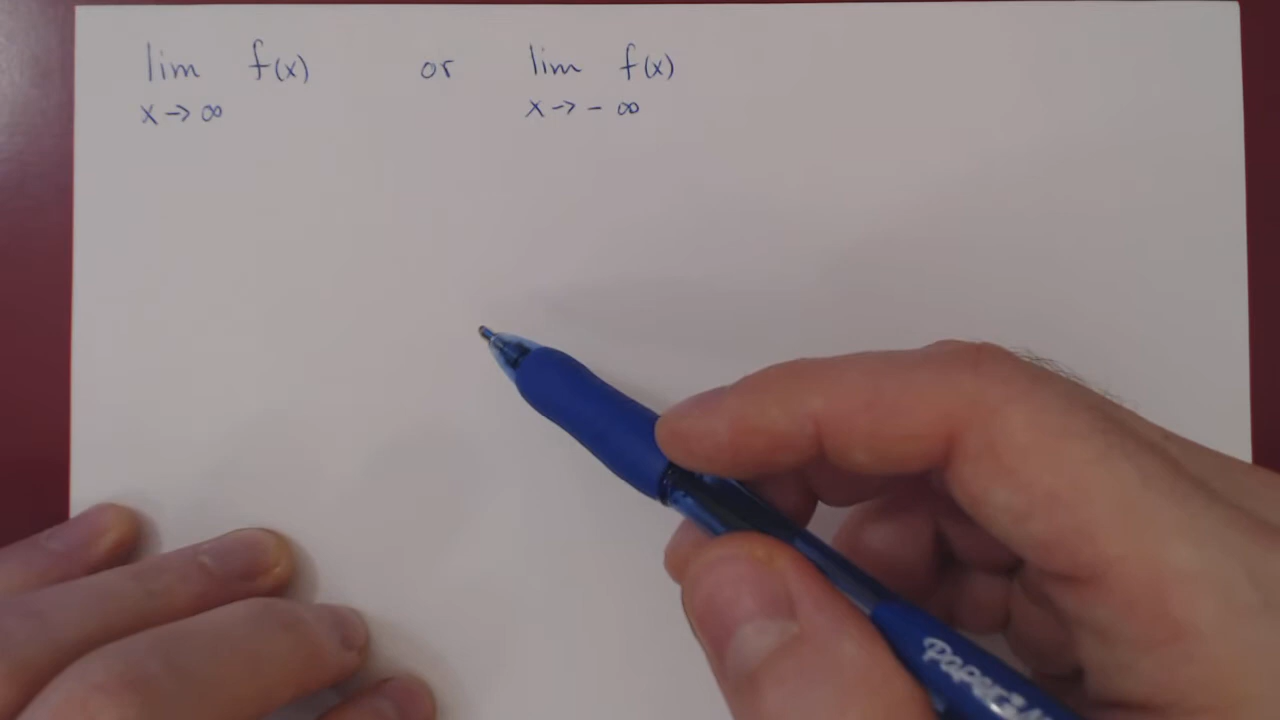 lim f(x) or lim f(x)
x→∞ x→-∞